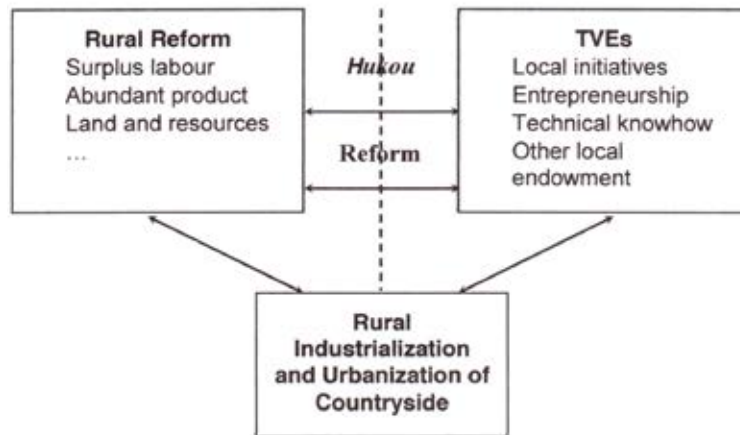 Rural Reform
Surplus labour
Abundant product
Land and resources
...
Hukou
Reform
TVEs
Local initiatives
Entrepreneurship
Technical knowhow
Other local
endowment
Rural
Industrialization
and Urbanization of
Countryside